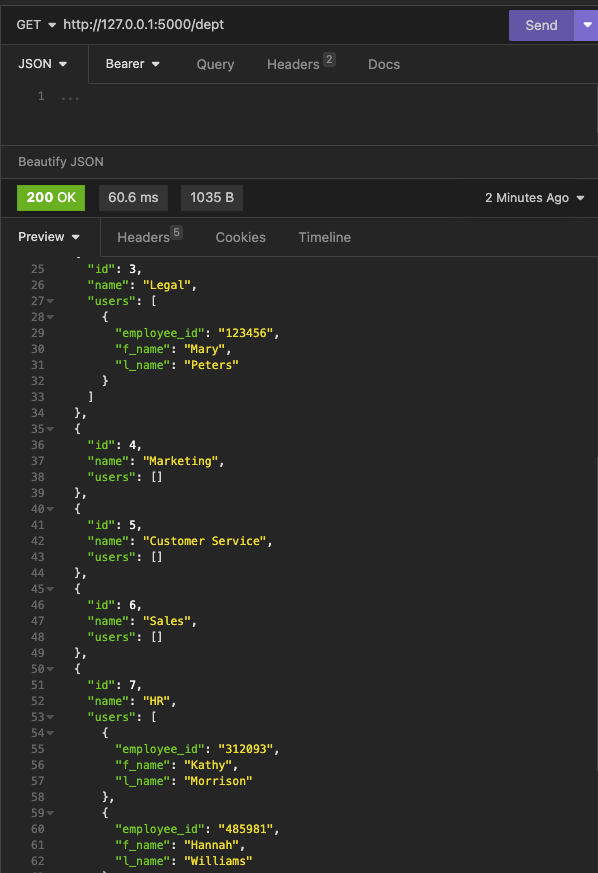 GET http://127.0.0.1:5000/dept Send
JSON Bearer Query Headers 2 Docs
1 ...
Beautify JSON
200 OK 60.6 ms 1035 B 2 Minutes Ago
Preview Headers 5 Cookies Timeline
25 "id": 3,
26 "name": "Legal",
27 "users": [
28 {
29 "employee_id": "123456",
30 "f_name": "Mary",
31 "l_name": "Peters"
32 }
33 ]
34 },
35 {
36 "id": 4,
37 "name": "Marketing",
38 "users": []
39 },
40 {
41 "id": 5,
42 "name": "Customer Service",
43 "users": []
44 },
45 {
46 "id": 6,
47 "name": "Sales",
48 "users": []
49 },
50 {
51 "id": 7,
52 "name": "HR",
53 "users": [
54 {
55 "employee_id": "312093",
56 "f_name": "Kathy",
57 "l_name": "Morrison"
58 },
59 {
60 "employee_id": "485981",
61 "f_name": "Hannah",
62 "l_name": "Williams"